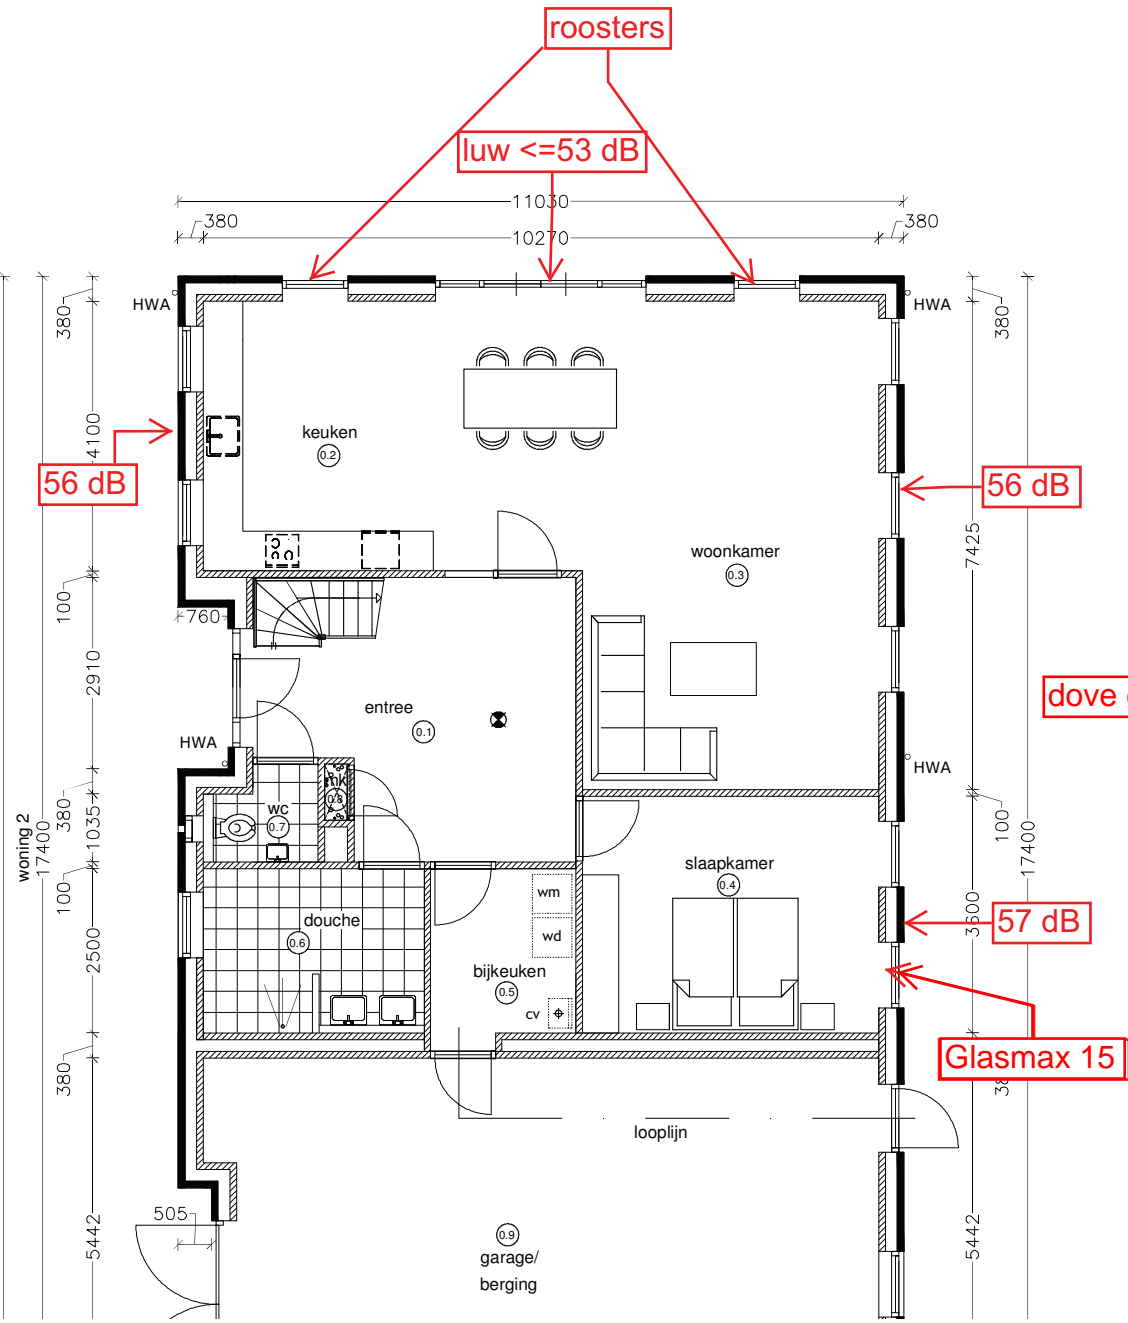 roosters
luw <=53 dB
11030
380
10270
380
HWA
HWA
380
380
4100
keuken
0.2
56 dB
56 dB
woonkamer
0.3
7425
100
760
2910
entree
0.1
dove
HWA
HWA
mk
0.8
wc
0.7
380
1035
100
woning 2
17400
17400
slaapkamer
0.4
100
2500
3600
57 dB
douche
0.6
wm
wd
bijkeuken
0.5
cv
Glasmax 15
380
looplijn
505
5442
5442
0.9
garage/
berging